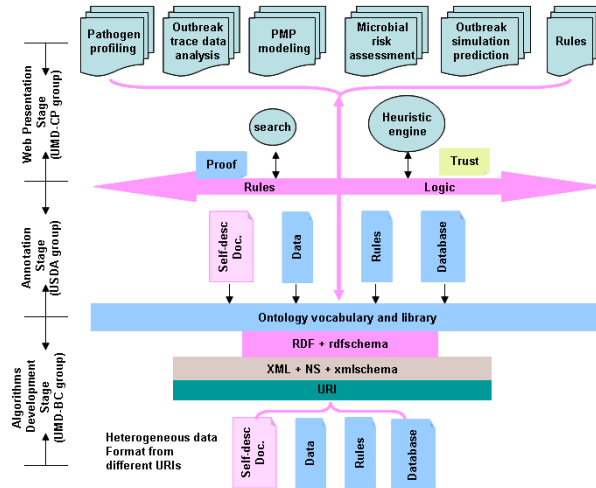 Pathogen
profiling
Outbreak
trace data
analysis
PMP
modeling
Microbial
risk
assessment
Outbreak
simulation
prediction
Rules
Web Presentation
Stage
(UMD-CP group)
search
Heuristic
engine
Proof
Trust
Rules
Logic
Annotation
Stage
(USDA group)
Self-desc
Doc.
Data
Rules
Database
Ontology vocabulary and library
RDF + rdfschema
XML + NS + xmlschema
URI
Algorithms
Development
Stage
(UMD-BC group)
Heterogeneous data
Format from
different URIs
Self-desc
Doc.
Data
Rules
Database